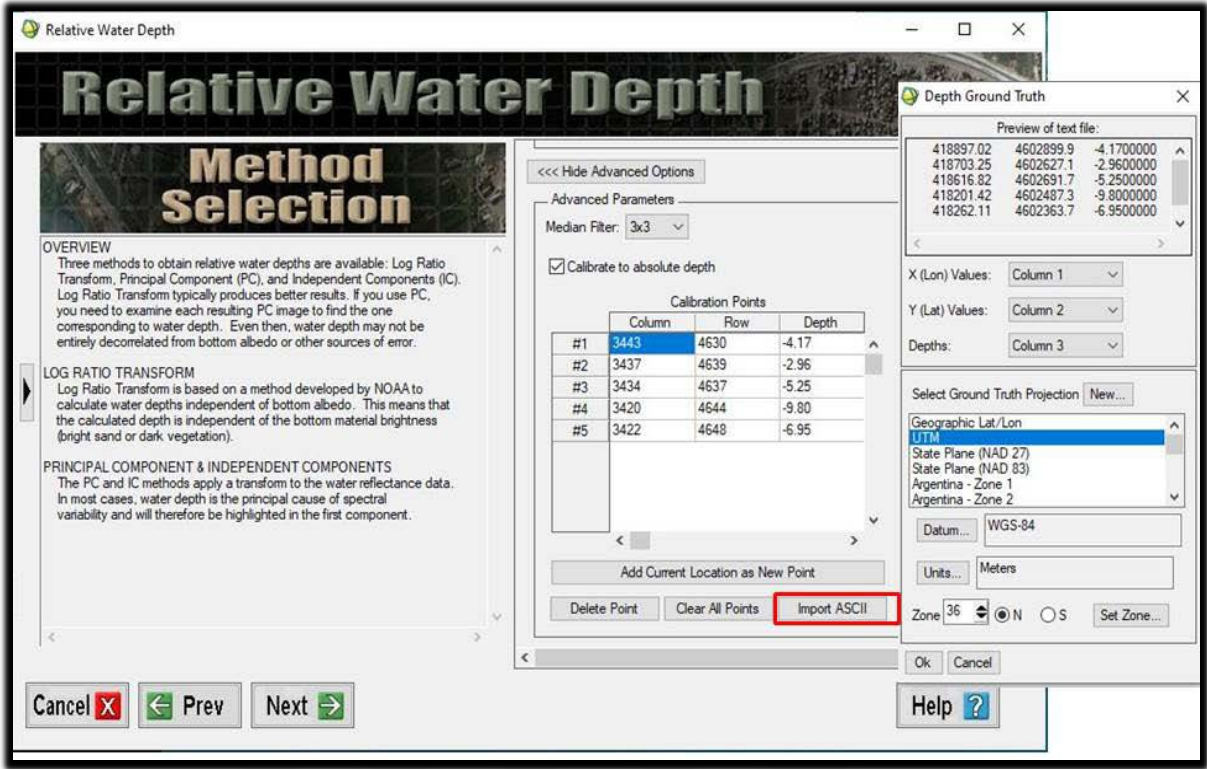 Relative Water Depth
Relative Water Depth
Method
Selection
OVERVIEW
Three methods to obtain relative water depths are available: Log Ratio
Transform, Principal Component (PC), and Independent Components (IC).
Log Ratio Transform typically produces better results. If you use PC,
you need to examine each resulting PC image to find the one
corresponding to water depth. Even then, water depth may not be
entirely decorrelated from bottom albedo or other sources of error.
LOG RATIO TRANSFORM
Log Ratio Transform is based on a method developed by NOAA to
calculate water depths independent of bottom albedo. This means that
the calculated depth is independent of the bottom material brightness
(bright sand or dark vegetation).
PRINCIPAL COMPONENT & INDEPENDENT COMPONENTS
The PC and IC methods apply a transform to the water reflectance data.
In most cases, water depth is the principal cause of spectral
variability and will therefore be highlighted in the first component.
<<< Hide Advanced Options
Advanced Parameters
Median Filter: 3x3
Calibrate to absolute depth
Calibration Points
Column Row Depth
#1 3443 4630 -4.17
#2 3437 4639 -2.96
#3 3434 4637 -5.25
#4 3420 4644 -9.80
#5 3422 4648 -6.95
Add Current Location as New Point
Delete Point Clear All Points Import ASCII
Cancel X Prev Next Help ?
Depth Ground Truth
Preview of text file:
418897.02 4602899.9 -4.1700000
418703.25 4602627.1 -2.9600000
418616.82 4602691.7 -5.2500000
418201.42 4602487.3 -9.8000000
418262.11 4602363.7 -6.9500000
X (Lon) Values: Column 1
Y (Lat) Values: Column 2
Depths: Column 3
Select Ground Truth Projection New...
Geographic Lat/Lon
UTM
State Plane (NAD 27)
State Plane (NAD 83)
Argentina - Zone 1
Argentina - Zone 2
Datum... WGS-84
Units... Meters
Zone 36 N S Set Zone...
Ok Cancel